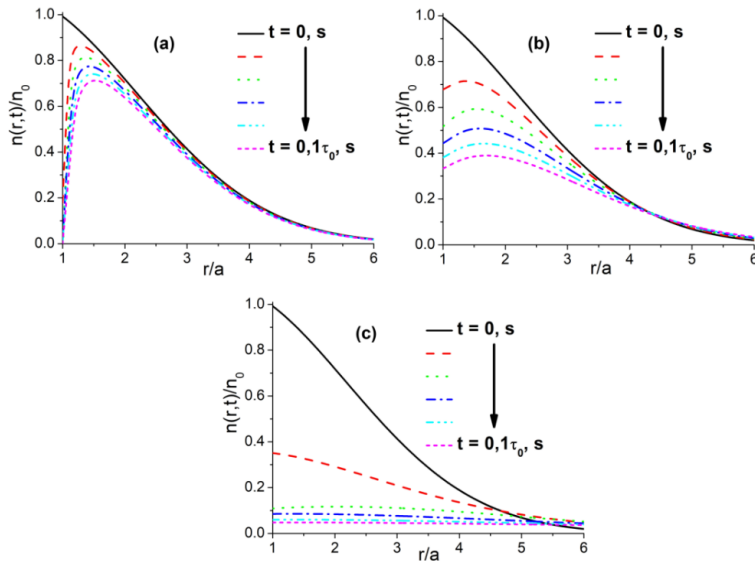 (a)
t = 0, s
t = 0,1τ₀, s
n(r,t)/n₀
1.0
0.8
0.6
0.4
0.2
0.0
1 2 3 4 5 6
r/a
(b)
t = 0, s
t = 0,1τ₀, s
n(r,t)/n₀
1.0
0.8
0.6
0.4
0.2
0.0
1 2 3 4 5 6
r/a
(c)
t = 0, s
t = 0,1τ₀, s
n(r,t)/n₀
1.0
0.8
0.6
0.4
0.2
0.0
1 2 3 4 5 6
r/a